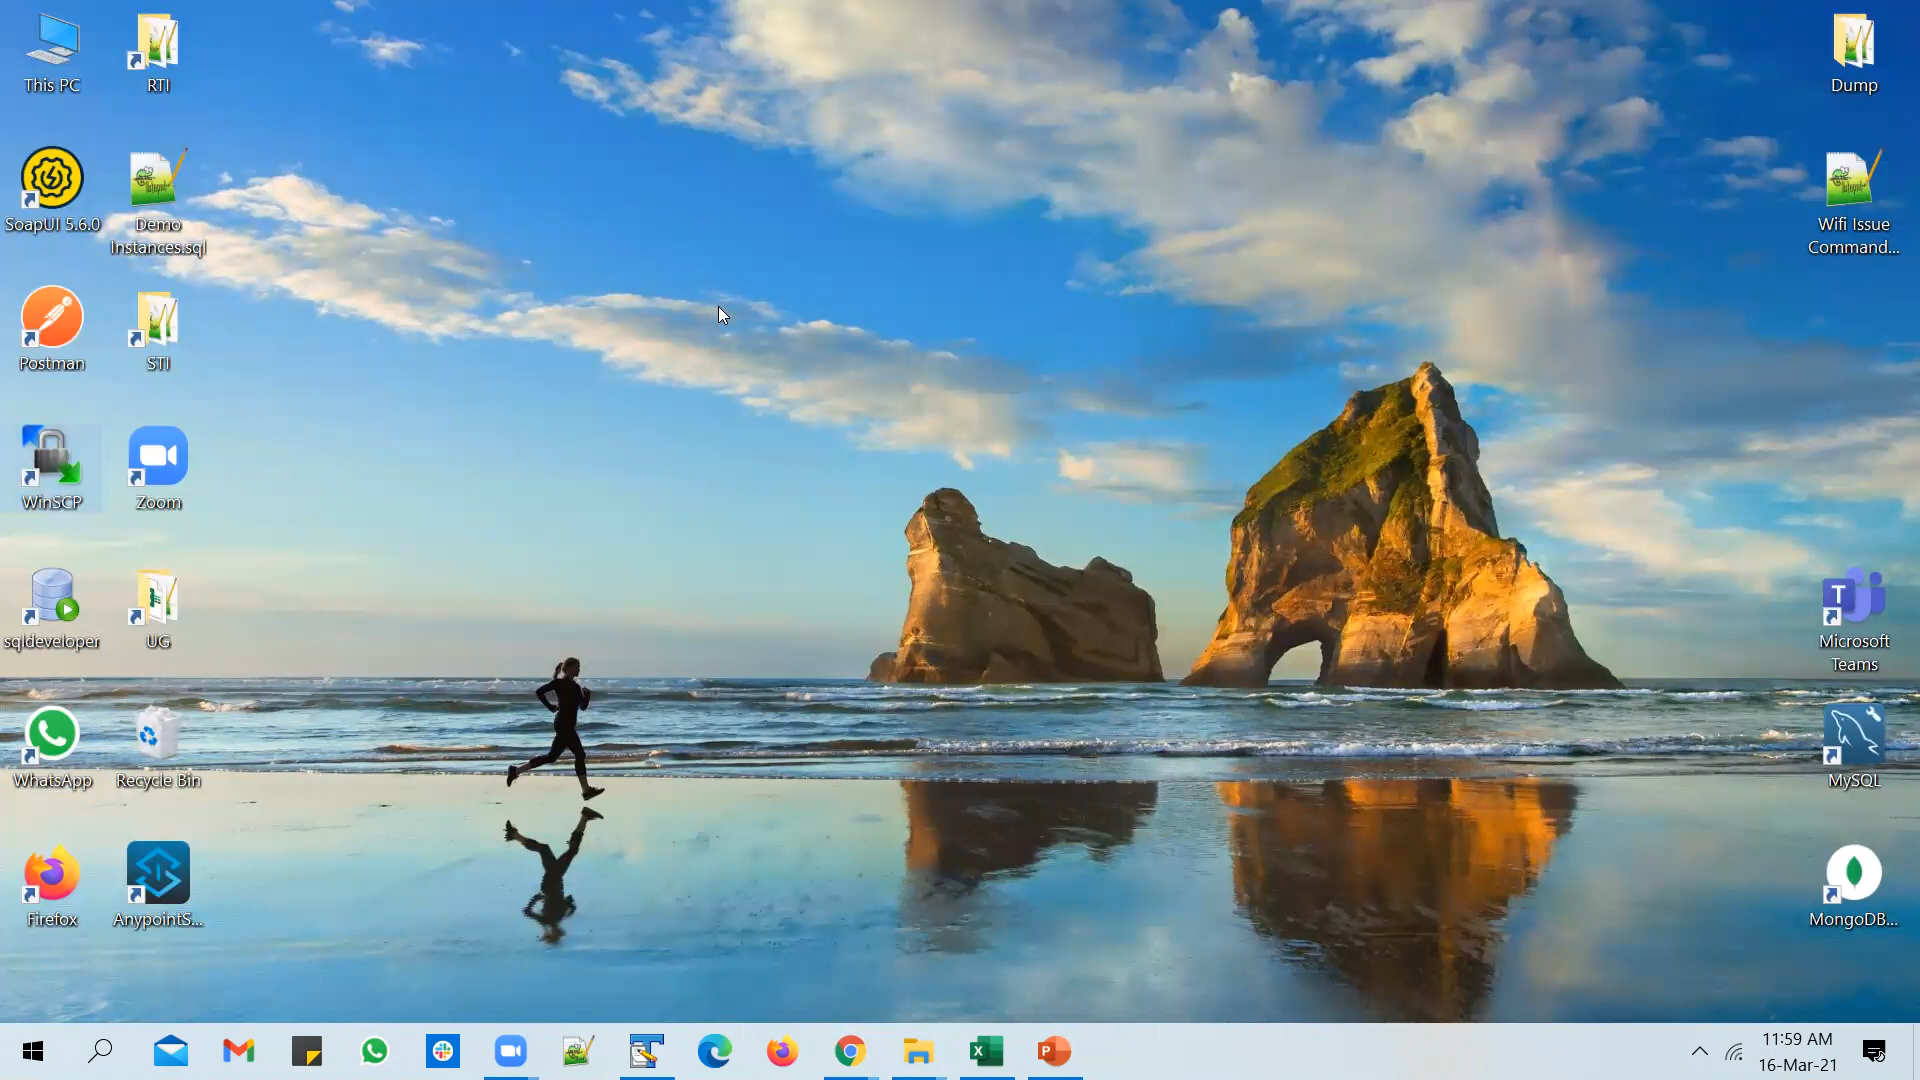 This PC
RTI
Dump
SoapUI 5.6.0
Demo
Instances.sql
Wifi Issue
Command...
Postman
STI
WinSCP
Zoom
sqldeveloper
UG
Microsoft
Teams
WhatsApp
Recycle Bin
MySQL
Firefox
AnypointS...
MongoDB...
11:59 AM
16-Mar-21